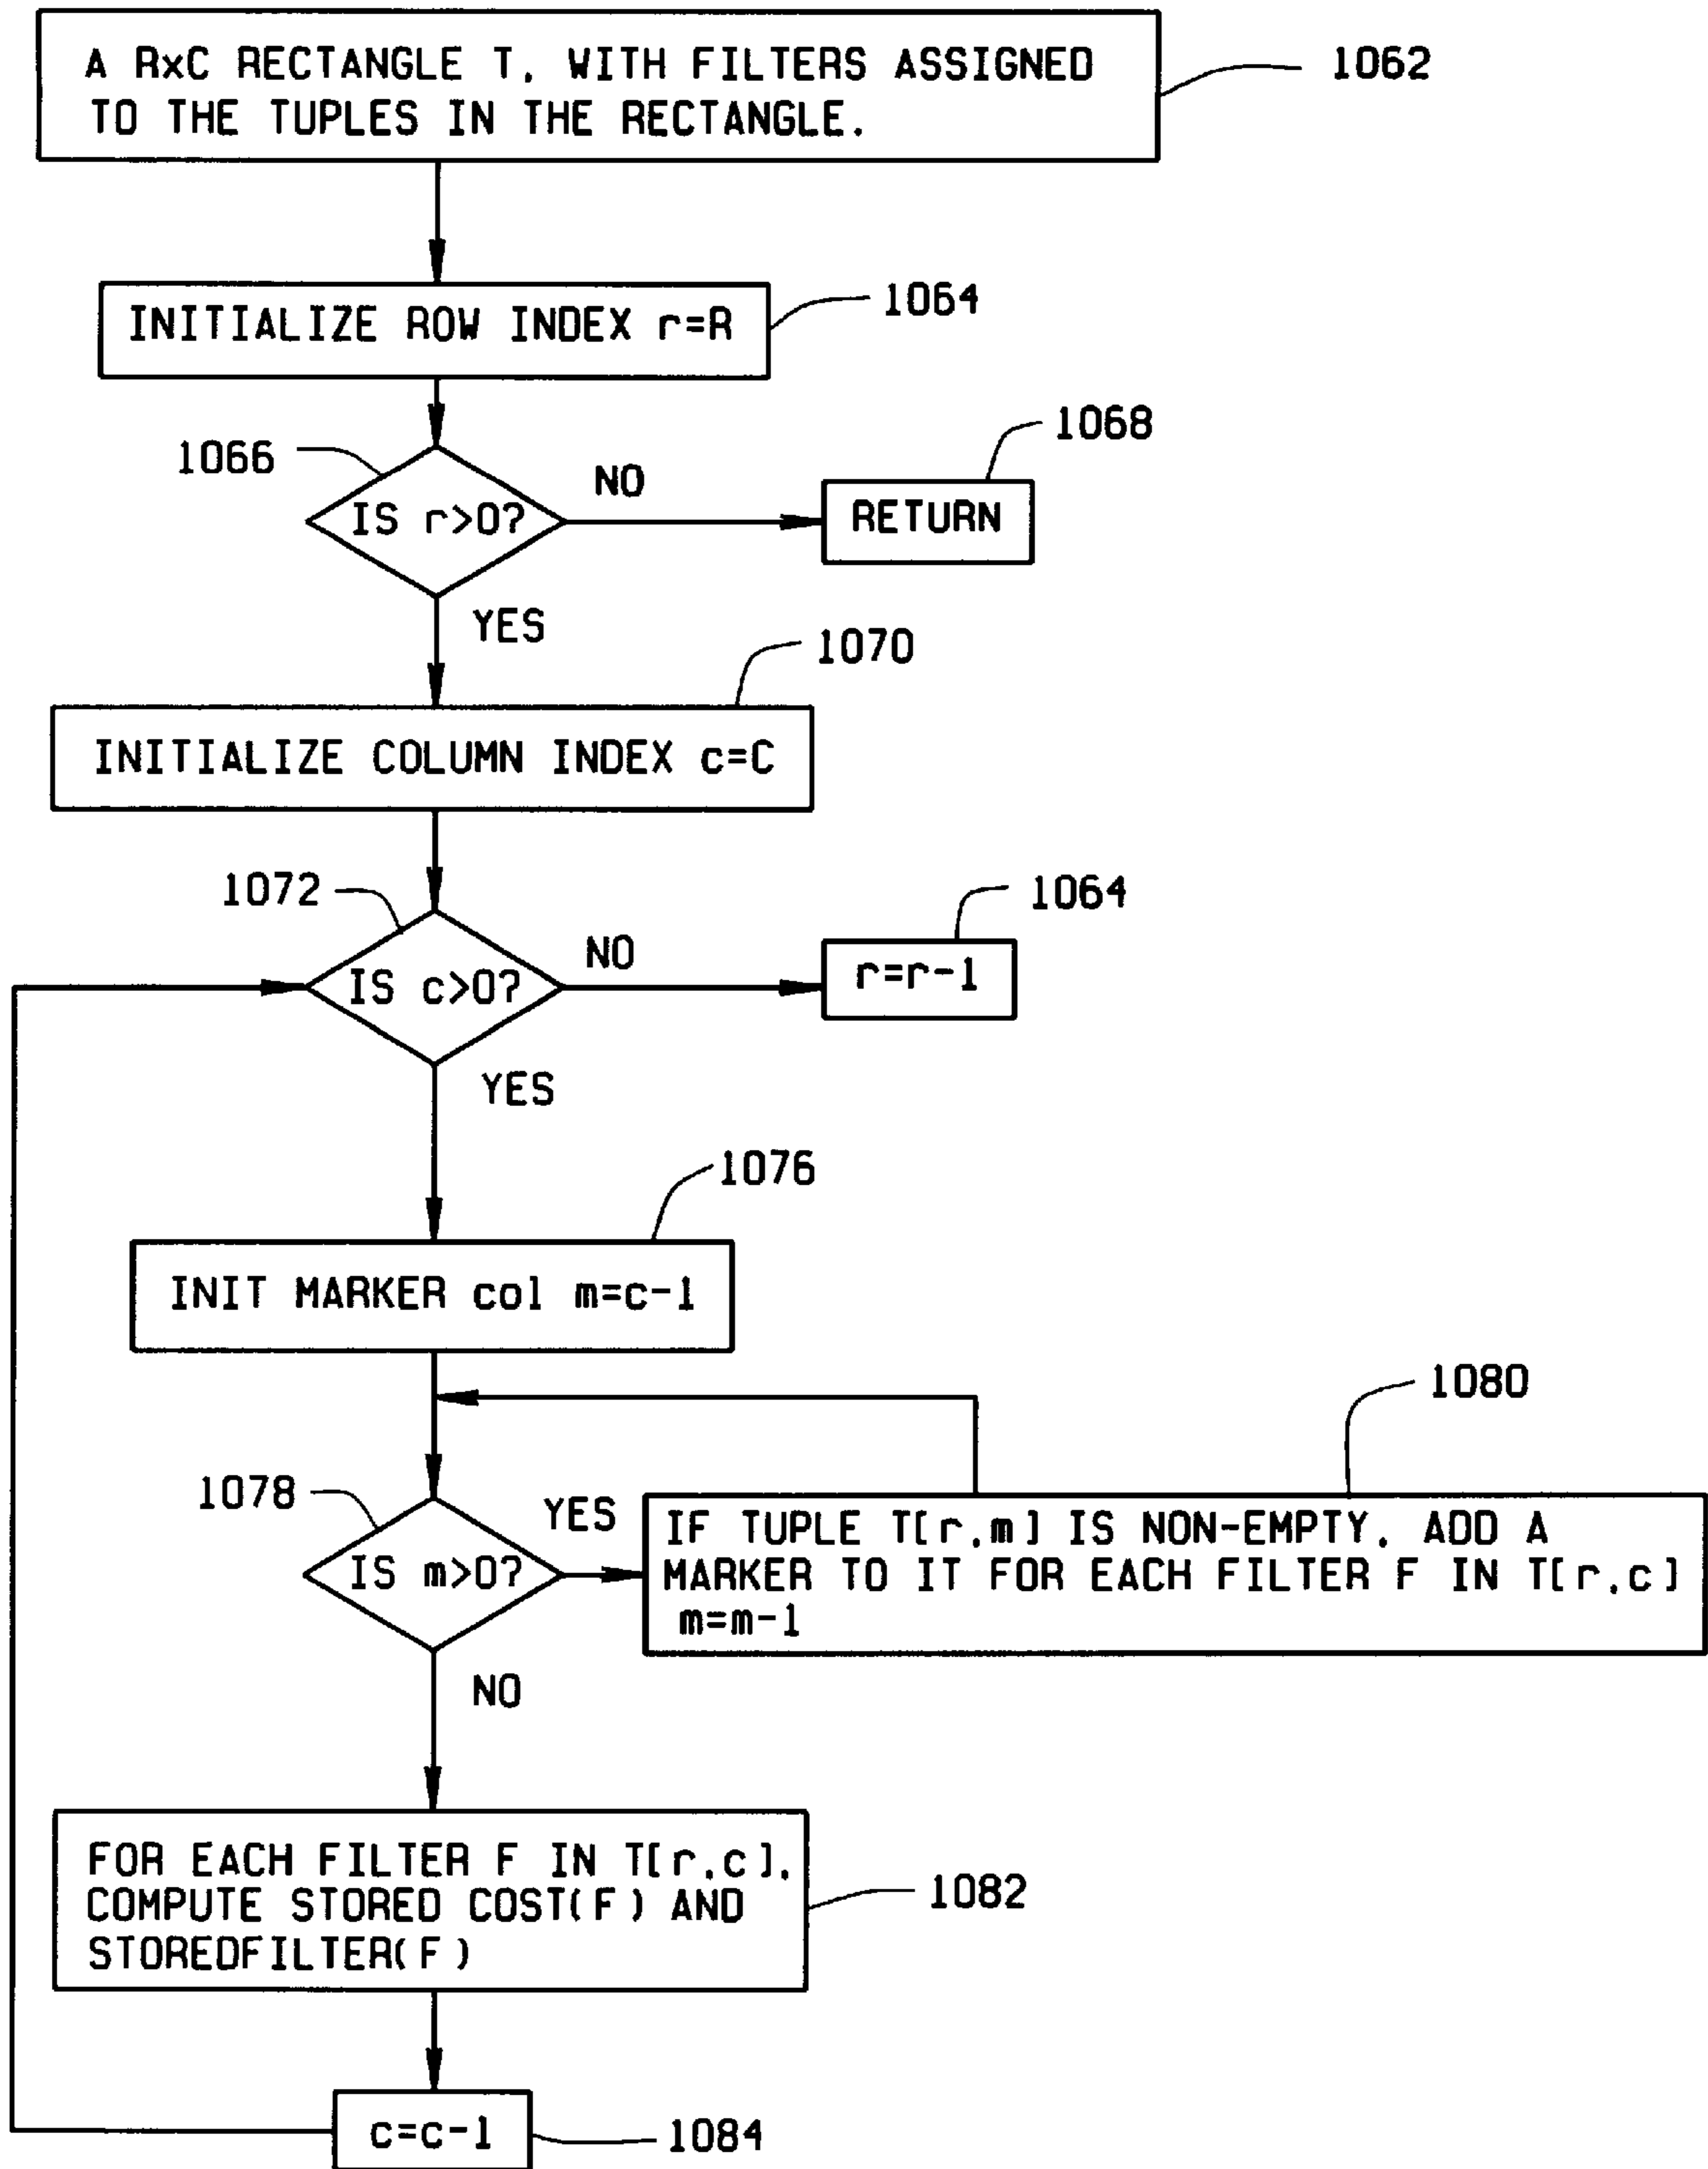 A RxC RECTANGLE T, WITH FILTERS ASSIGNED
TO THE TUPLES IN THE RECTANGLE.
1062
INITIALIZE ROW INDEX r=R
1064
1066
IS r>0?
NO
RETURN
1068
YES
1070
INITIALIZE COLUMN INDEX c=C
1072
IS c>0?
NO
r=r-1
1064
YES
1076
INIT MARKER col m=c-1
1078
IS m>0?
YES
1080
IF TUPLE T[r,m] IS NON-EMPTY, ADD A
MARKER TO IT FOR EACH FILTER F IN T[r,c]
m=m-1
NO
FOR EACH FILTER F IN T[r,c],
COMPUTE STORED COST(F) AND
STOREDFILTER(F)
1082
c=c-1
1084